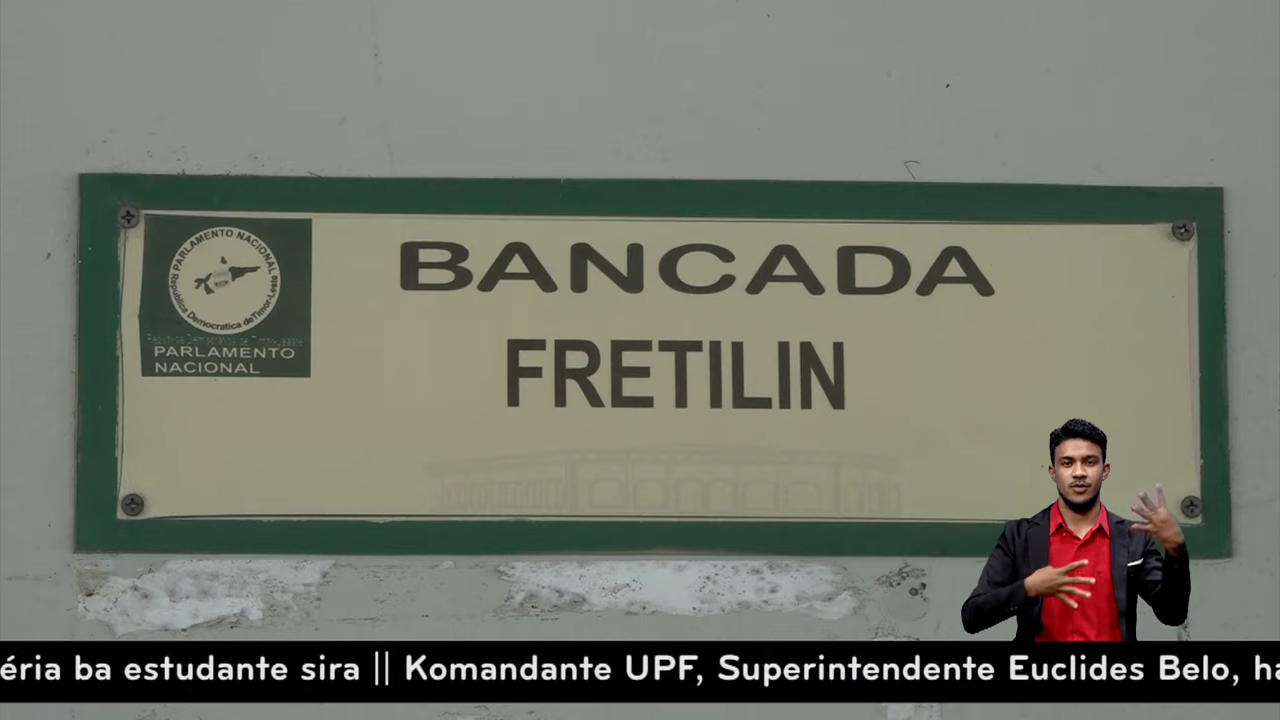 BANCADA
FRETILIN
PARLAMENTO NACIONAL
República Democratica de Timor-Leste
PARLAMENTO
NACIONAL
éria ba estudante sira || Komandante UPF, Superintendente Euclides Belo, ha